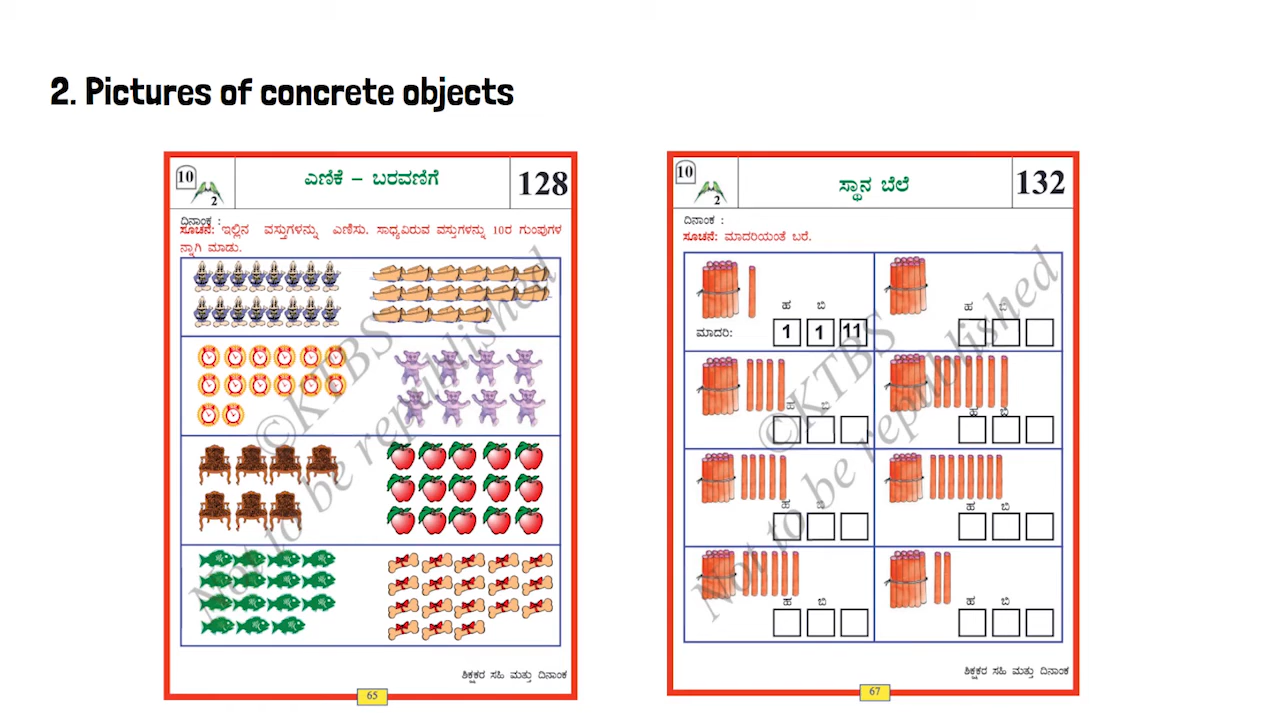 2. Pictures of concrete objects
10
2
ಎಣಿಕೆ – ಬರವಣಿಗೆ
128
ದಿನಾಂಕ :
ಸೂಚನೆ: ಇಲ್ಲಿನ ವಸ್ತುಗಳನ್ನು ಎಣಿಸು. ಸಾಧ್ಯವಿರುವ ವಸ್ತುಗಳನ್ನು 10ರ ಗುಂಪುಗಳ
ನ್ನಾಗಿ ಮಾಡು.
©KTBS
Not to be republished
ಶಿಕ್ಷಕರ ಸಹಿ ಮತ್ತು ದಿನಾಂಕ
65
10
2
ಸ್ಥಾನ ಬೆಲೆ
132
ದಿನಾಂಕ :
ಸೂಚನೆ: ಮಾದರಿಯಂತೆ ಬರೆ.
ಹ ಬಿ
ಹ ಬಿ
ಮಾದರಿ: 1 1 11
ಹ ಬಿ
ಹ ಬಿ
ಹ ಬಿ
ಹ ಬಿ
ಹ ಬಿ
ಹ ಬಿ
©KTBS
Not to be republished
ಶಿಕ್ಷಕರ ಸಹಿ ಮತ್ತು ದಿನಾಂಕ
67